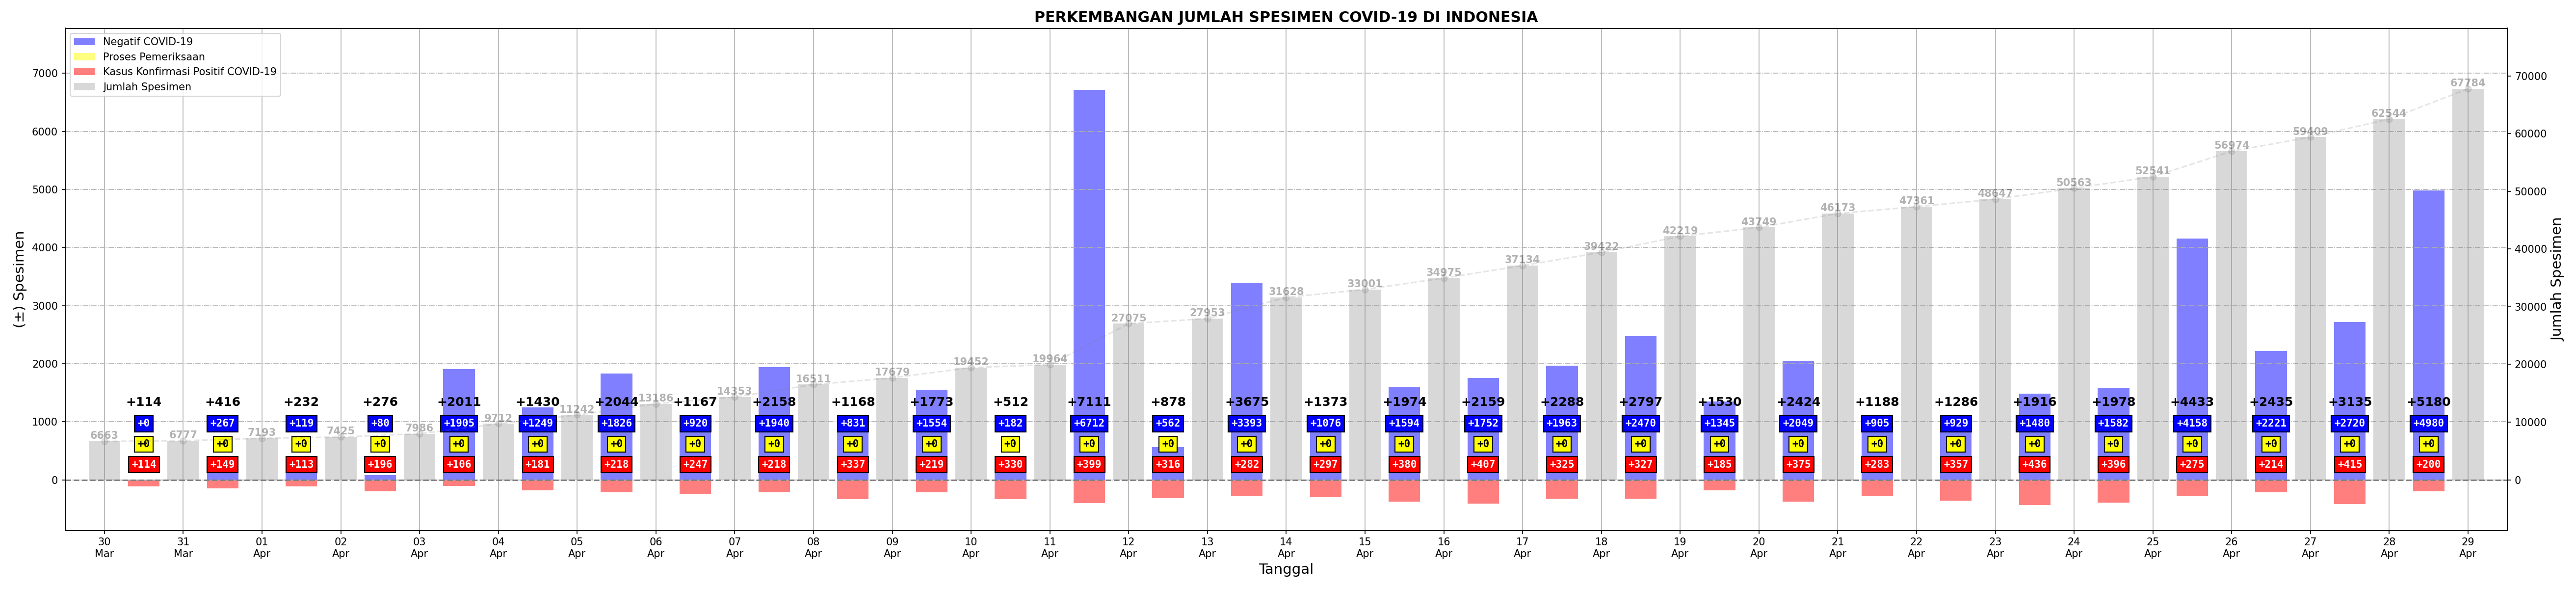 PERKEMBANGAN JUMLAH SPESIMEN COVID-19 DI INDONESIA
Negatif COVID-19
Proses Pemeriksaan
Kasus Konfirmasi Positif COVID-19
Jumlah Spesimen
(±) Spesimen
7000
6000
5000
4000
3000
2000
1000
0
Jumlah Spesimen
70000
60000
50000
40000
30000
20000
10000
0
6663 6777 7193 7425 7986 9712 11242 13186 14353 16511 17679 19452 19964 27075 27953 31628 33001 34975 37134 39422 42219 43749 46173 47361 48647 50563 52541 56974 59409 62544 67784
+114 +416 +232 +276 +2011 +1430 +2044 +1167 +2158 +1168 +1773 +512 +7111 +878 +3675 +1373 +1974 +2159 +2288 +2797 +1530 +2424 +1188 +1286 +1916 +1978 +4433 +2435 +3135 +5180
+0 +267 +119 +80 +1905 +1249 +1826 +920 +1940 +831 +1554 +182 +6712 +562 +3393 +1076 +1594 +1752 +1963 +2470 +1345 +2049 +905 +929 +1480 +1582 +4158 +2221 +2720 +4980
+0 +0 +0 +0 +0 +0 +0 +0 +0 +0 +0 +0 +0 +0 +0 +0 +0 +0 +0 +0 +0 +0 +0 +0 +0 +0 +0 +0 +0 +0
+114 +149 +113 +196 +106 +181 +218 +247 +218 +337 +219 +330 +399 +316 +282 +297 +380 +407 +325 +327 +185 +375 +283 +357 +436 +396 +275 +214 +415 +200
30 31 01 02 03 04 05 06 07 08 09 10 11 12 13 14 15 16 17 18 19 20 21 22 23 24 25 26 27 28 29
Mar Mar Apr Apr Apr Apr Apr Apr Apr Apr Apr Apr Apr Apr Apr Apr Apr Apr Apr Apr Apr Apr Apr Apr Apr Apr Apr Apr Apr Apr Apr
Tanggal